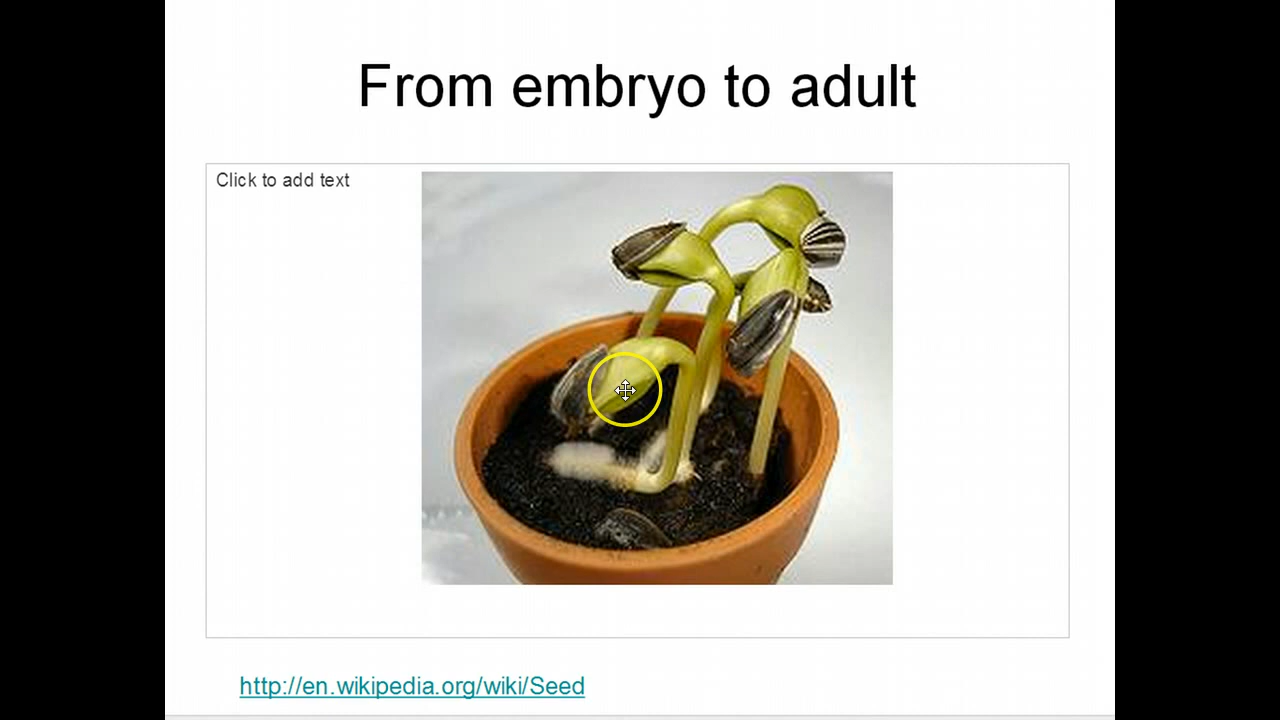 From embryo to adult
Click to add text
http://en.wikipedia.org/wiki/Seed